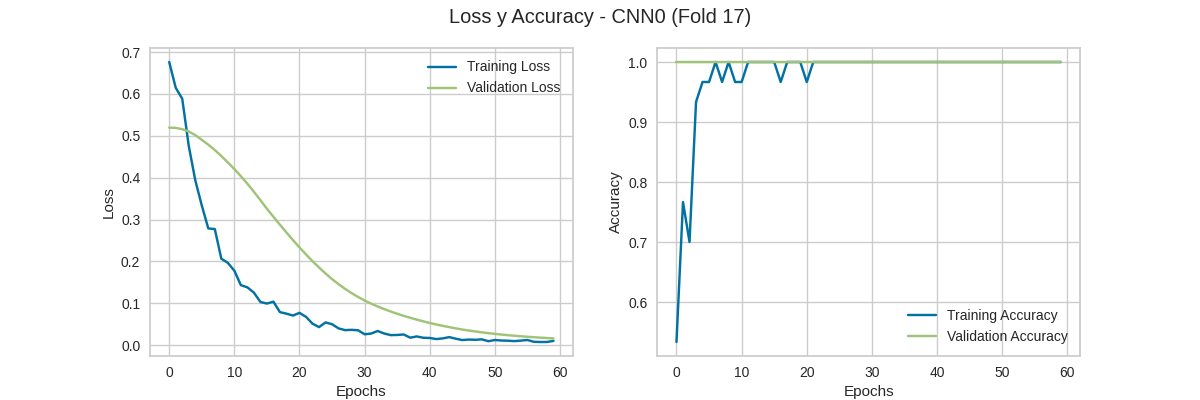 Loss y Accuracy - CNN0 (Fold 17)
0.7
0.6
0.5
0.4
0.3
0.2
0.1
0.0
Loss
0 10 20 30 40 50 60
Epochs
Training Loss
Validation Loss
1.0
0.9
0.8
0.7
0.6
Accuracy
0 10 20 30 40 50 60
Epochs
Training Accuracy
Validation Accuracy